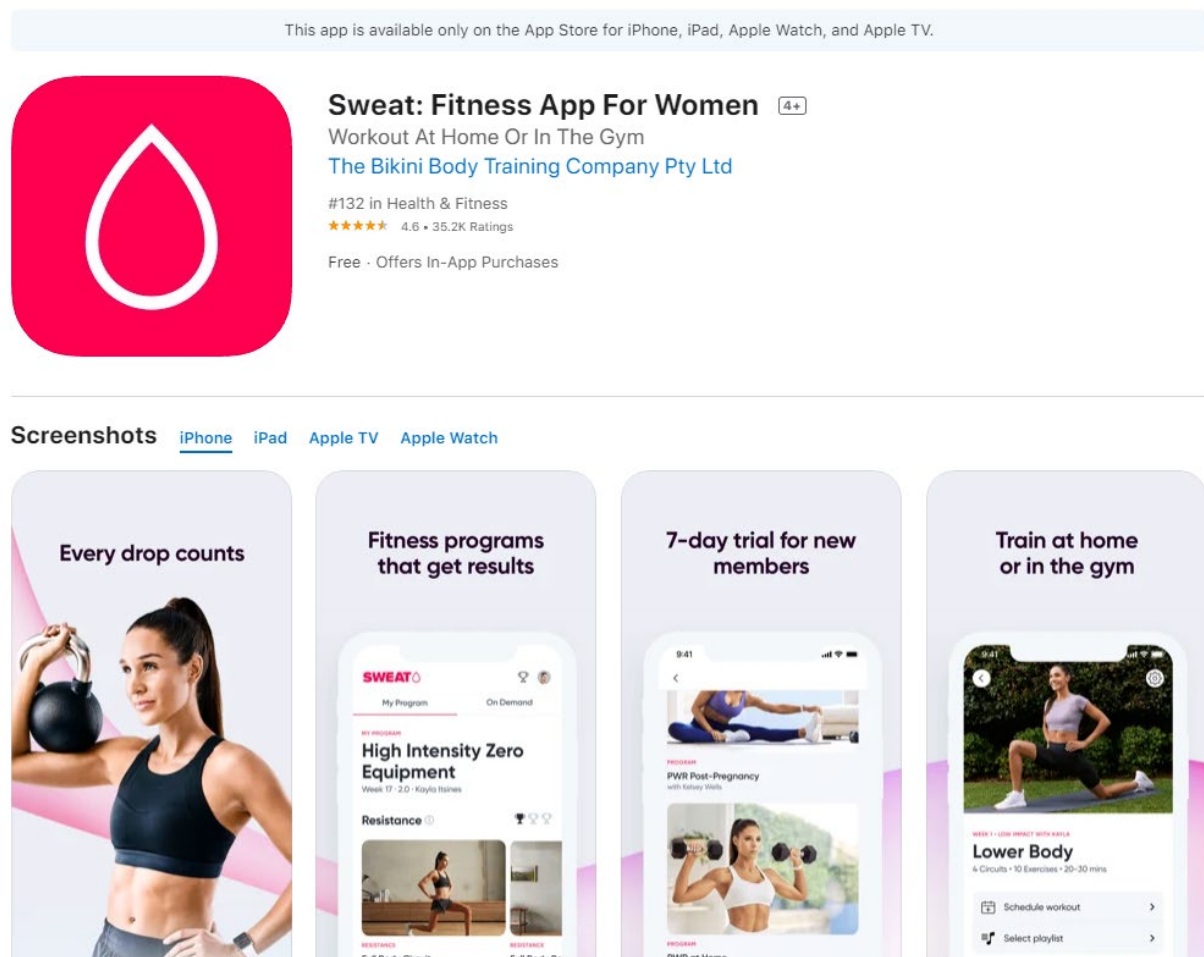 This app is available only on the App Store for iPhone, iPad, Apple Watch, and Apple TV.
Sweat: Fitness App For Women 4+
Workout At Home Or In The Gym
The Bikini Body Training Company Pty Ltd
#132 in Health & Fitness
★★★★★ 4.6 • 35.2K Ratings
Free · Offers In-App Purchases
Screenshots iPhone iPad Apple TV Apple Watch
Every drop counts
Fitness programs
that get results
SWEAT
My Program On Demand
MY PROGRAM
High Intensity Zero
Equipment
Week 17 · 2.0 · Kayla Itsines
Resistance
RESISTANCE RESISTANCE
7-day trial for new
members
9:41
PROGRAM
PWR Post-Pregnancy
with Kelsey Wells
PROGRAM
PWR at Home
Train at home
or in the gym
9:41
WEEK 1 • LOW IMPACT WITH KAYLA
Lower Body
4 Circuits • 10 Exercises • 20-30 mins
Schedule workout
Select playlist